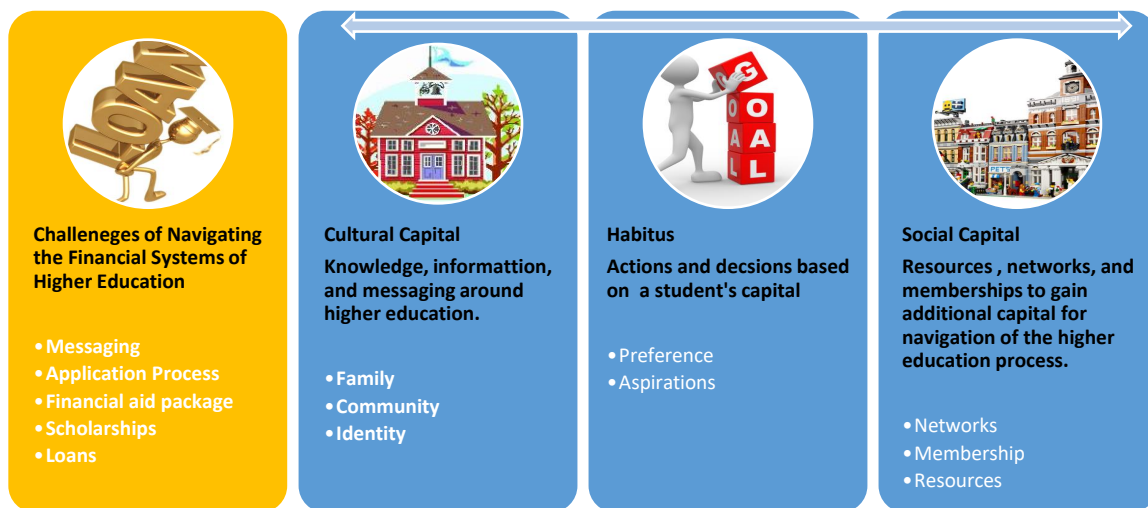 LOAN
Challeneges of Navigating
the Financial Systems of
Higher Education
•Messaging
•Application Process
•Financial aid package
•Scholarships
•Loans
Cultural Capital
Knowledge, informattion,
and messaging around
higher education.
•Family
•Community
•Identity
GOAL
OAL
Habitus
Actions and decsions based
on a student's capital
•Preference
•Aspirations
PETS
Social Capital
Resources , networks, and
memberships to gain
additional capital for
navigation of the higher
education process.
•Networks
•Membership
•Resources